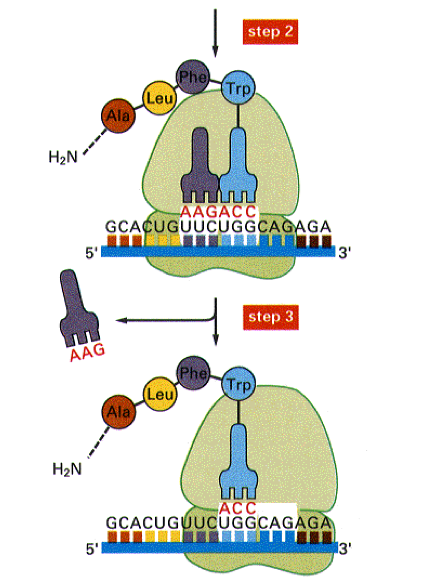 step 2
Phe
Trp
Leu
Ala
H₂N
AAGACC
GCACUGUUCUGGCAGAGA
5' 3'
step 3
AAG
Phe
Trp
Leu
Ala
H₂N
ACC
GCACUGUUCUGGCAGAGA
5' 3'